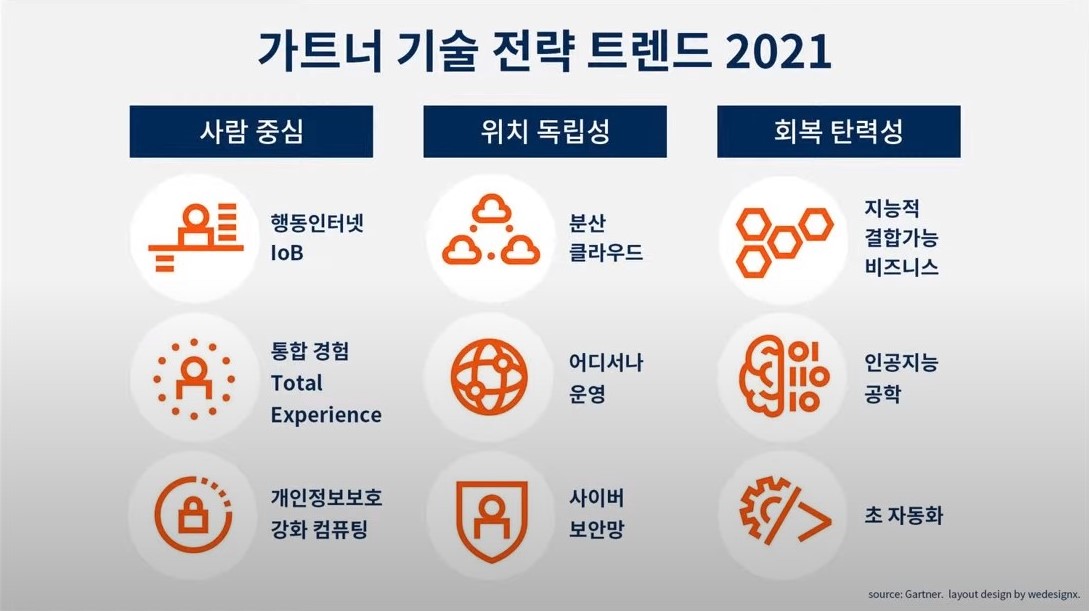 가트너 기술 전략 트렌드 2021
사람 중심
행동인터넷
IoB
통합 경험
Total
Experience
개인정보보호
강화 컴퓨팅
위치 독립성
분산
클라우드
어디서나
운영
사이버
보안망
회복 탄력성
지능적
결합가능
비즈니스
인공지능
공학
초 자동화
source: Gartner. layout design by wedesignx.